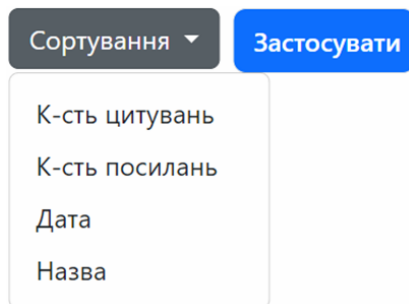 Сортування
Застосувати
К-сть цитувань
К-сть посилань
Дата
Назва